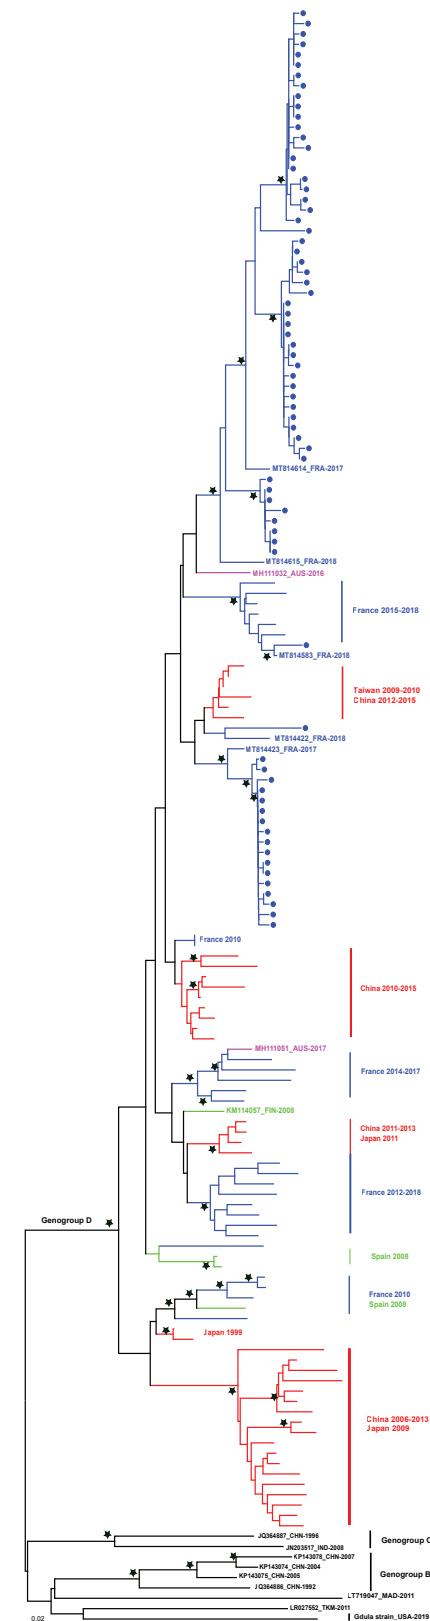 MT814614_FRA-2017
MT814615_FRA-2018
MH111032_AUS-2016
France 2015-2018
MT814583_FRA-2018
Taiwan 2009-2010
China 2012-2015
MT814422_FRA-2018
MT814423_FRA-2017
France 2010
China 2010-2015
MH111051_AUS-2017
France 2014-2017
KM114057_FIN-2008
China 2011-2013
Japan 2011
France 2012-2018
Genogroup D
Spain 2008
France 2010
Spain 2008
Japan 1999
China 2006-2013
Japan 2009
JQ364887_CHN-1996
Genogroup C
JN203517_IND-2008
KP143078_CHN-2007
KP143074_CHN-2004
Genogroup B
KP143075_CHN-2005
JQ364886_CHN-1992
LT719047_MAD-2011
LR027552_TKM-2011
Gdula strain_USA-2019
0.02